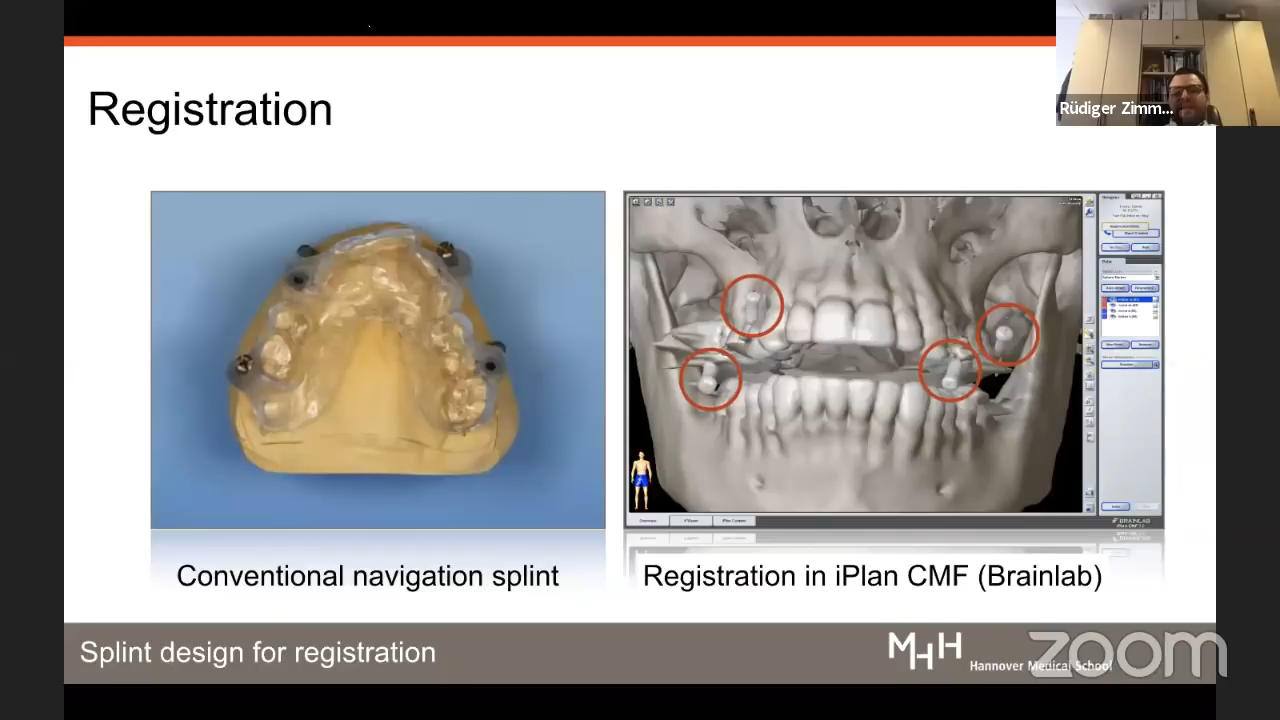 Registration
Rüdiger Zimm...
BRAINLAB
Conventional navigation splint
Registration in iPlan CMF (Brainlab)
Splint design for registration
MHH
Hannover Medical School
zoom